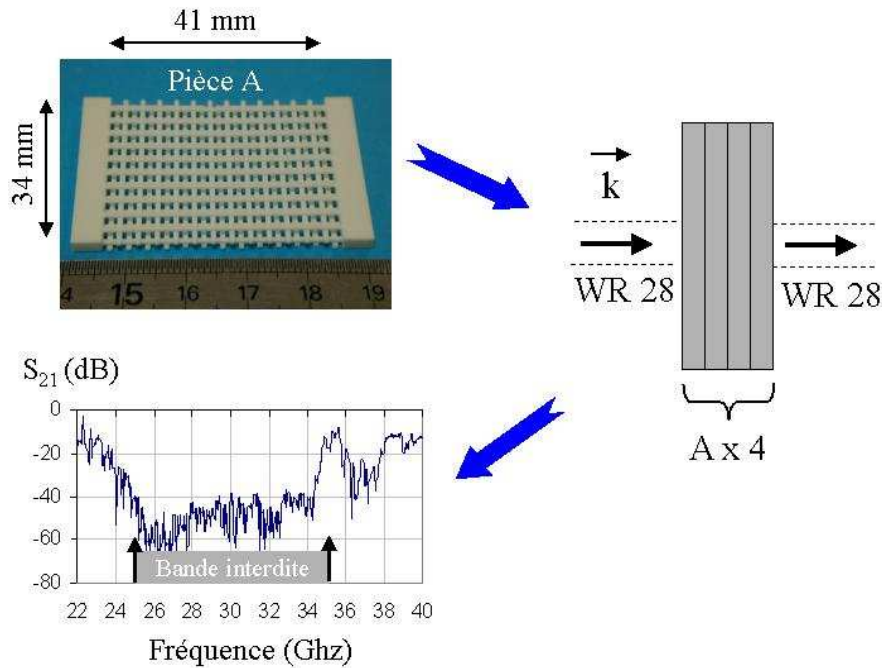 41 mm
Pièce A
34 mm
4 15 16 17 18 19
k
WR 28
WR 28
A x 4
S21 (dB)
0
-20
-40
-60
-80
Bande interdite
22 24 26 28 30 32 34 36 38 40
Fréquence (Ghz)